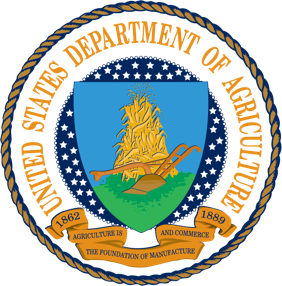 UNITED STATES DEPARTMENT OF AGRICULTURE
1862
1889
AGRICULTURE IS
AND COMMERCE
THE FOUNDATION OF MANUFACTURE